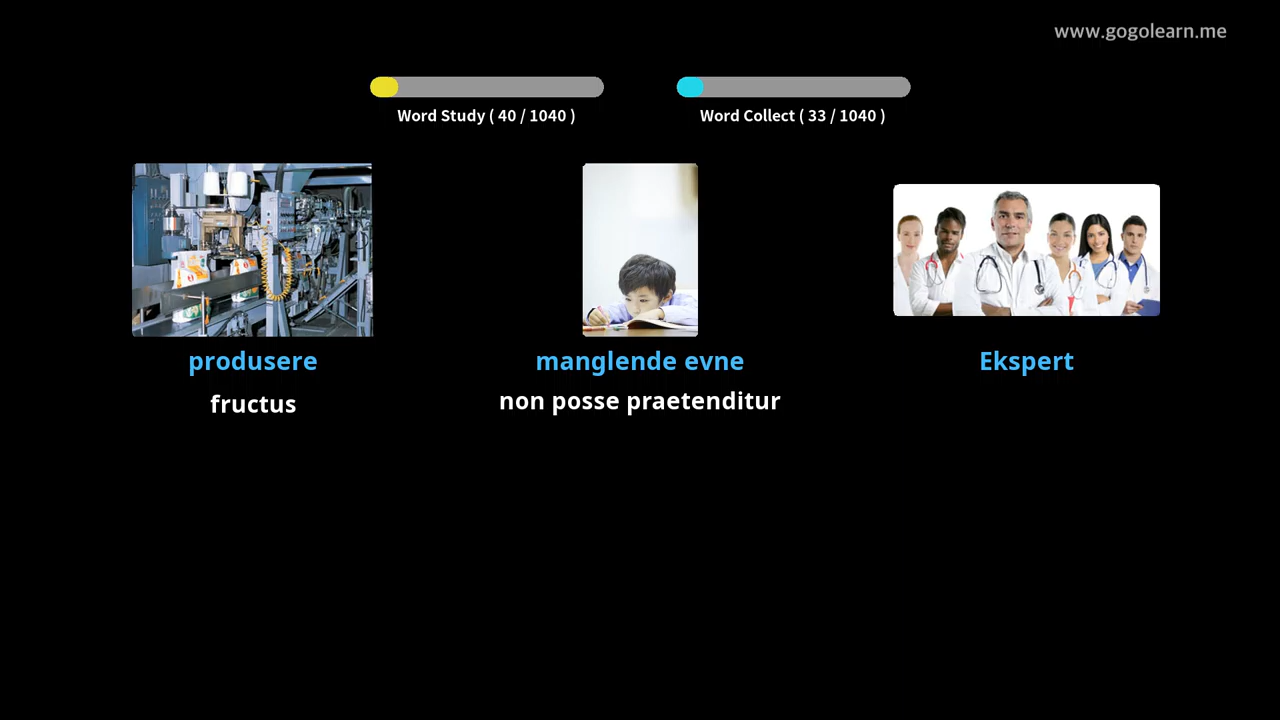 www.gogolearn.me
Word Study ( 40 / 1040 )
Word Collect ( 33 / 1040 )
produsere
manglende evne
Ekspert
fructus
non posse praetenditur